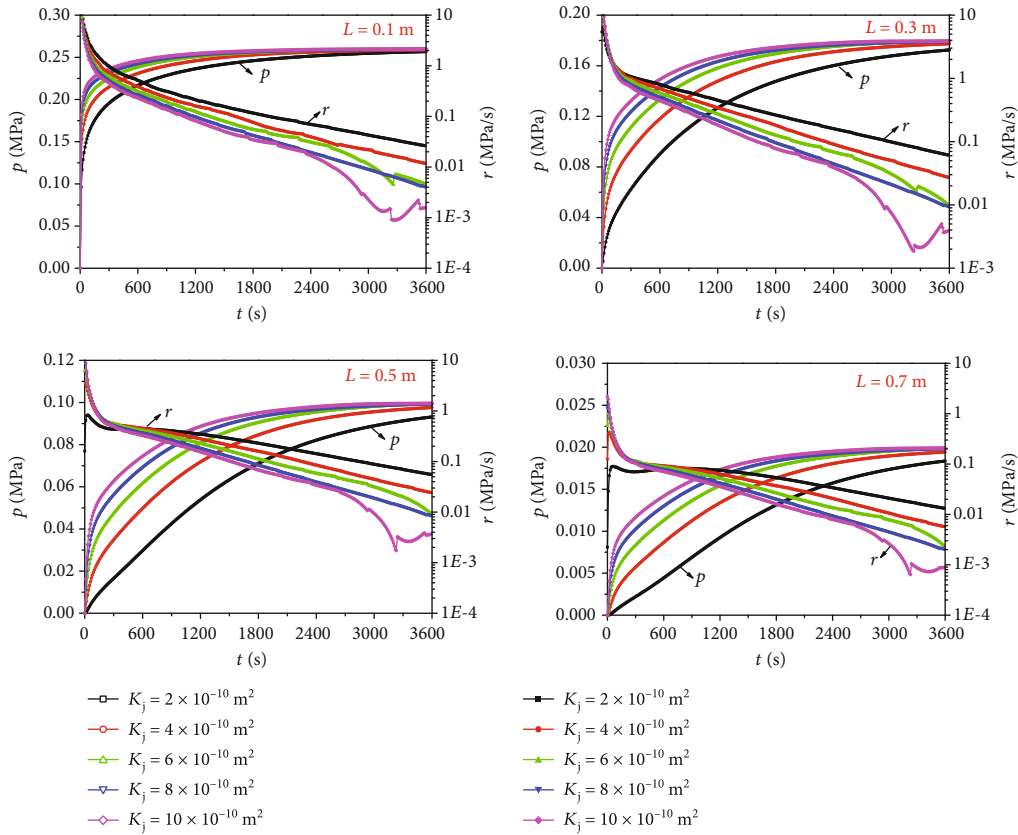 L = 0.1 m
p (MPa)
0.30
0.25
0.20
0.15
0.10
0.05
0.00
10
1
0.1
0.01
1E-3
1E-4
r (MPa/s)
p
r
0 600 1200 1800 2400 3000 3600
t (s)
L = 0.3 m
p (MPa)
0.20
0.16
0.12
0.08
0.04
0.00
10
1
0.1
0.01
1E-3
r (MPa/s)
p
r
0 600 1200 1800 2400 3000 3600
t (s)
L = 0.5 m
p (MPa)
0.12
0.10
0.08
0.06
0.04
0.02
0.00
10
1
0.1
0.01
1E-3
1E-4
r (MPa/s)
r
p
0 600 1200 1800 2400 3000 3600
t (s)
L = 0.7 m
p (MPa)
0.030
0.025
0.020
0.015
0.010
0.005
0.000
10
1
0.1
0.01
1E-3
1E-4
r (MPa/s)
p
r
0 600 1200 1800 2400 3000 3600
t (s)
Kj = 2 × 10⁻¹⁰ m²
Kj = 4 × 10⁻¹⁰ m²
Kj = 6 × 10⁻¹⁰ m²
Kj = 8 × 10⁻¹⁰ m²
Kj = 10 × 10⁻¹⁰ m²
Kj = 2 × 10⁻¹⁰ m²
Kj = 4 × 10⁻¹⁰ m²
Kj = 6 × 10⁻¹⁰ m²
Kj = 8 × 10⁻¹⁰ m²
Kj = 10 × 10⁻¹⁰ m²